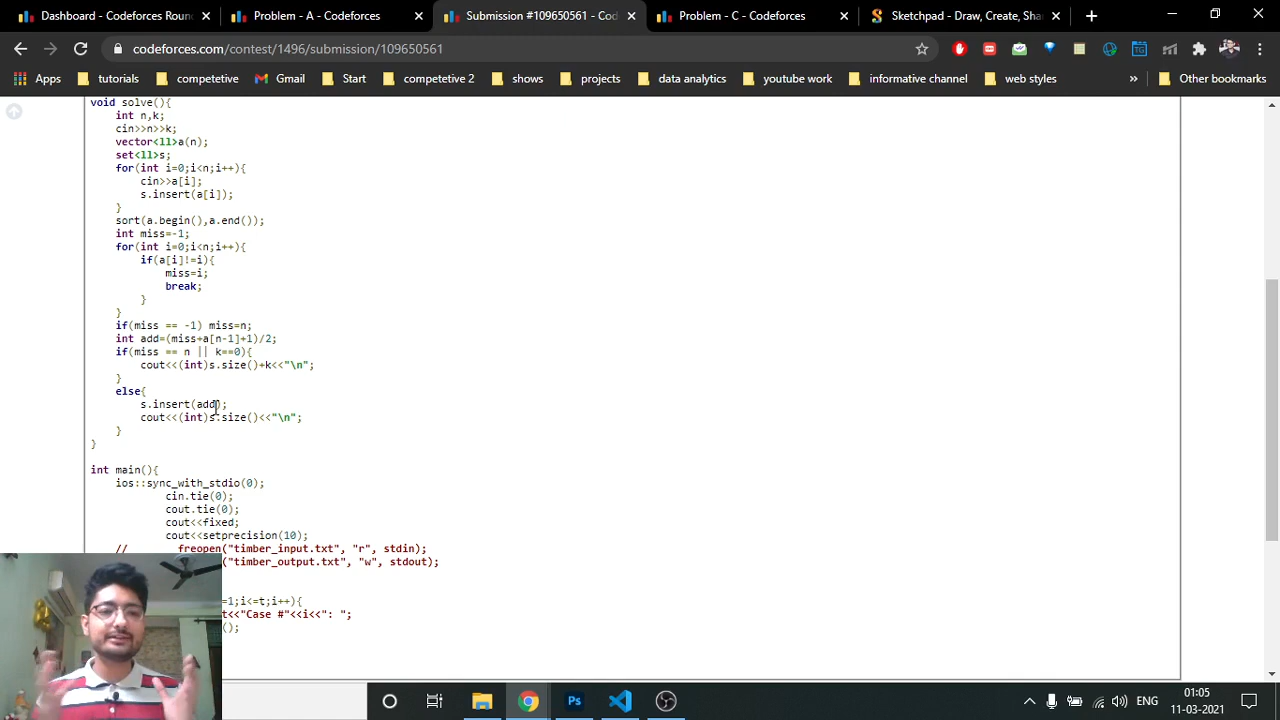 Dashboard - Codeforces Roun
Problem - A - Codeforces
Submission #109650561 - Cod
Problem - C - Codeforces
Sketchpad - Draw, Create, Sha
codeforces.com/contest/1496/submission/109650561
Apps
tutorials
competetive
Gmail
Start
competetive 2
shows
projects
data analytics
youtube work
informative channel
web styles
»
Other bookmarks
void solve(){
int n,k;
cin>>n>>k;
vector<ll>a(n);
set<ll>s;
for(int i=0;i<n;i++){
cin>>a[i];
s.insert(a[i]);
}
sort(a.begin(),a.end());
int miss=-1;
for(int i=0;i<n;i++){
if(a[i]!=i){
miss=i;
break;
}
}
if(miss == -1) miss=n;
int add=(miss+a[n-1]+1)/2;
if(miss == n || k==0){
cout<<(int)s.size()+k<<"\n";
}
else{
s.insert(add);
cout<<(int)s.size()<<"\n";
}
}
int main(){
ios::sync_with_stdio(0);
cin.tie(0);
cout.tie(0);
cout<<fixed;
cout<<setprecision(10);
// freopen("timber_input.txt", "r", stdin);
("timber_output.txt", "w", stdout);
=1;i<=t;i++){
t<<"Case #"<<i<<": ";
();
Ps
ENG
01:05
11-03-2021